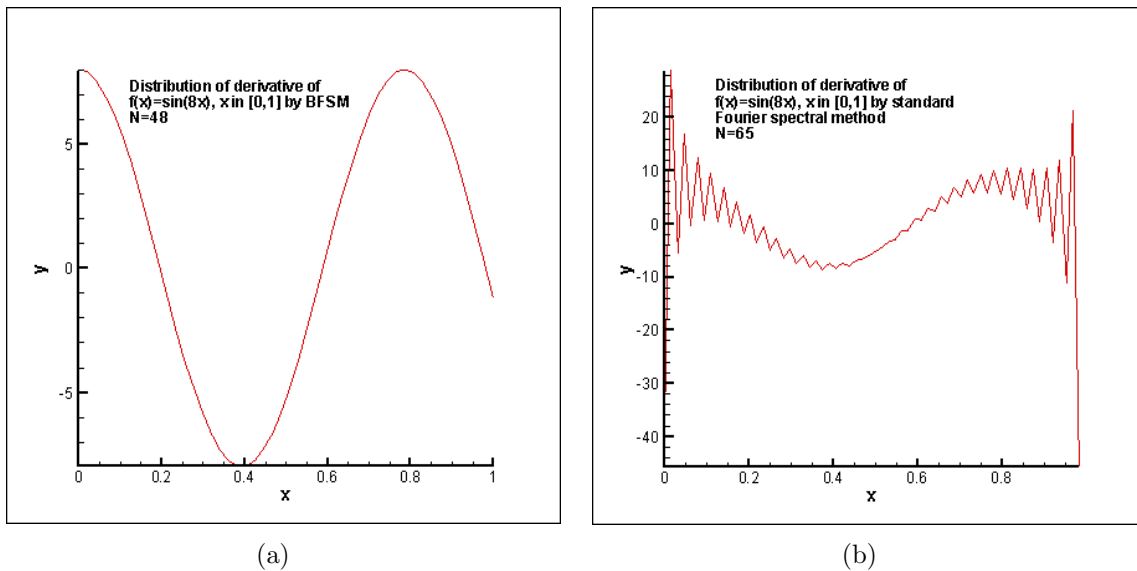 Distribution of derivative of
f(x)=sin(8x), x in [0,1] by BFSM
N=48
5
0
-5
y
0
0.2
0.4
0.6
0.8
1
x
(a)
Distribution of derivative of
f(x)=sin(8x), x in [0,1] by standard
Fourier spectral method
N=65
20
10
0
-10
-20
-30
-40
y
0
0.2
0.4
0.6
0.8
x
(b)